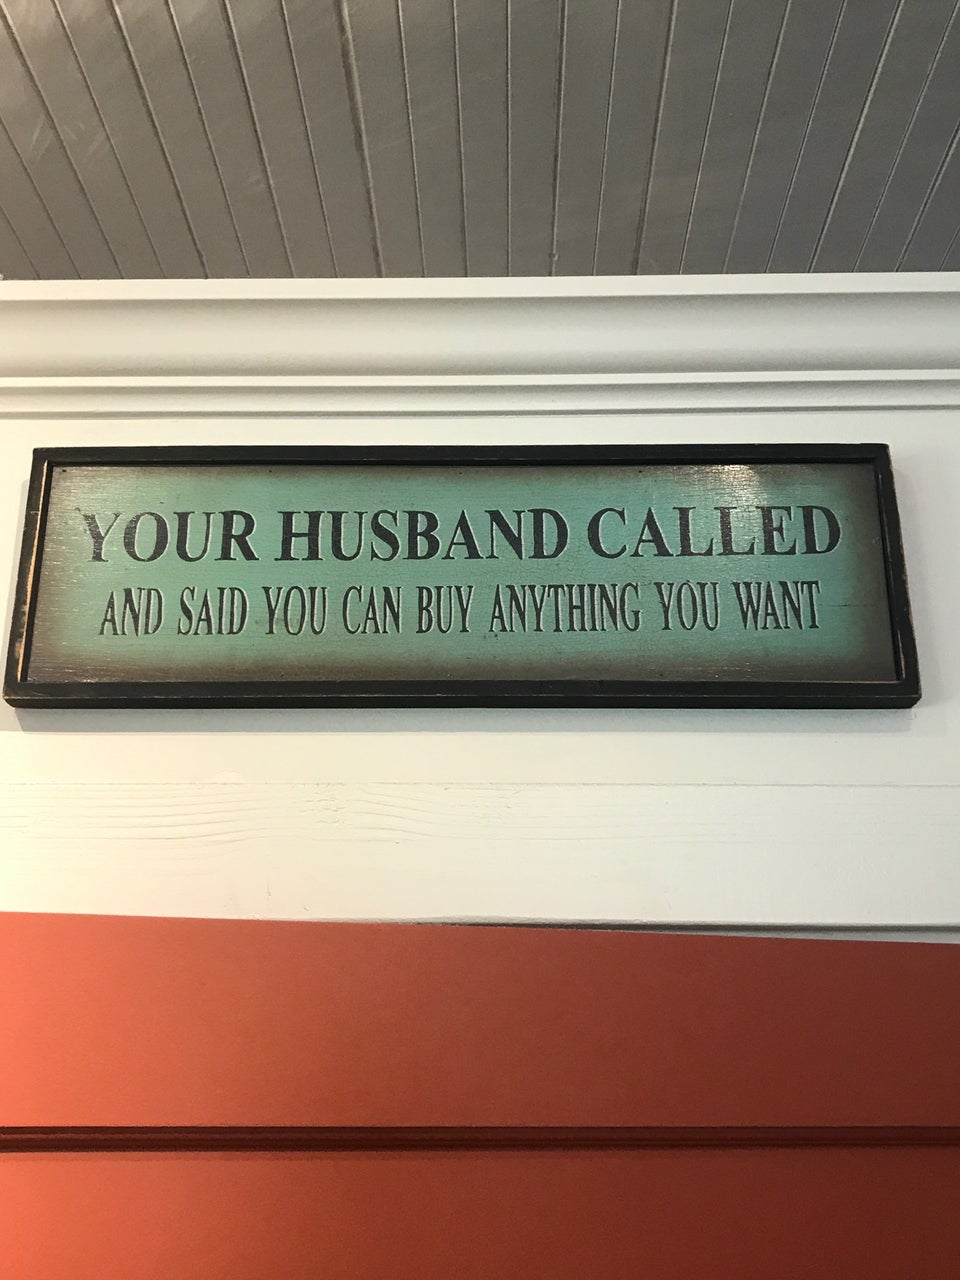 YOUR HUSBAND CALLED
AND SAID YOU CAN BUY ANYTHING YOU WANT